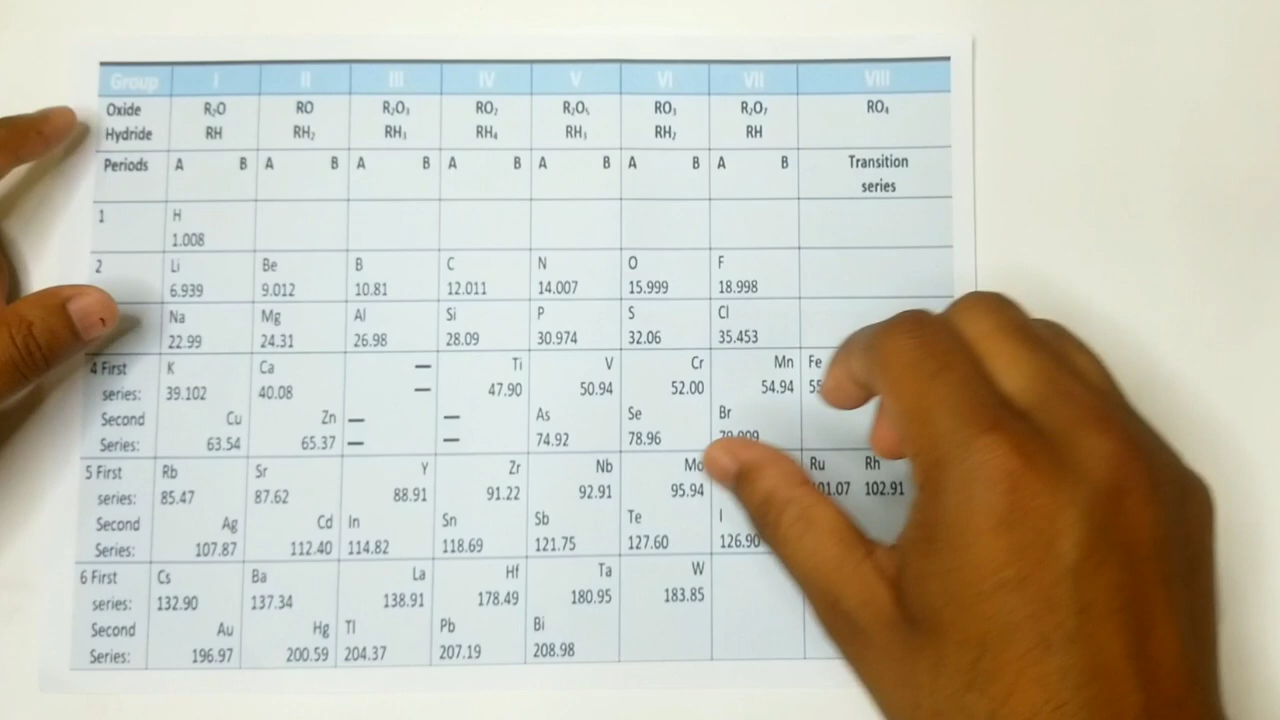 Group I II III IV V VI VII VIII
Oxide R₂O RO R₂O₃ RO₂ R₂O₅ RO₃ R₂O₇ RO₄
Hydride RH RH₂ RH₃ RH₄ RH₃ RH₂ RH
Periods A B A B A B A B A B A B A B Transition
series
1 H
1.008
2 Li Be B C N O F
6.939 9.012 10.81 12.011 14.007 15.999 18.998
Na Mg Al Si P S Cl
22.99 24.31 26.98 28.09 30.974 32.06 35.453
4 First K Ca — Ti V Cr Mn Fe
series: 39.102 40.08 — 47.90 50.94 52.00 54.94
Second Cu Zn — — As Se Br
Series: 63.54 65.37 — — 74.92 78.96
5 First Rb Sr Y Zr Nb Mo Ru Rh
series: 85.47 87.62 88.91 91.22 92.91 95.94 102.91
Second Ag Cd In Sn Sb Te I
Series: 107.87 112.40 114.82 118.69 121.75 127.60 126.90
6 First Cs Ba La Hf Ta W
series: 132.90 137.34 138.91 178.49 180.95 183.85
Second Au Hg Tl Pb Bi
Series: 196.97 200.59 204.37 207.19 208.98